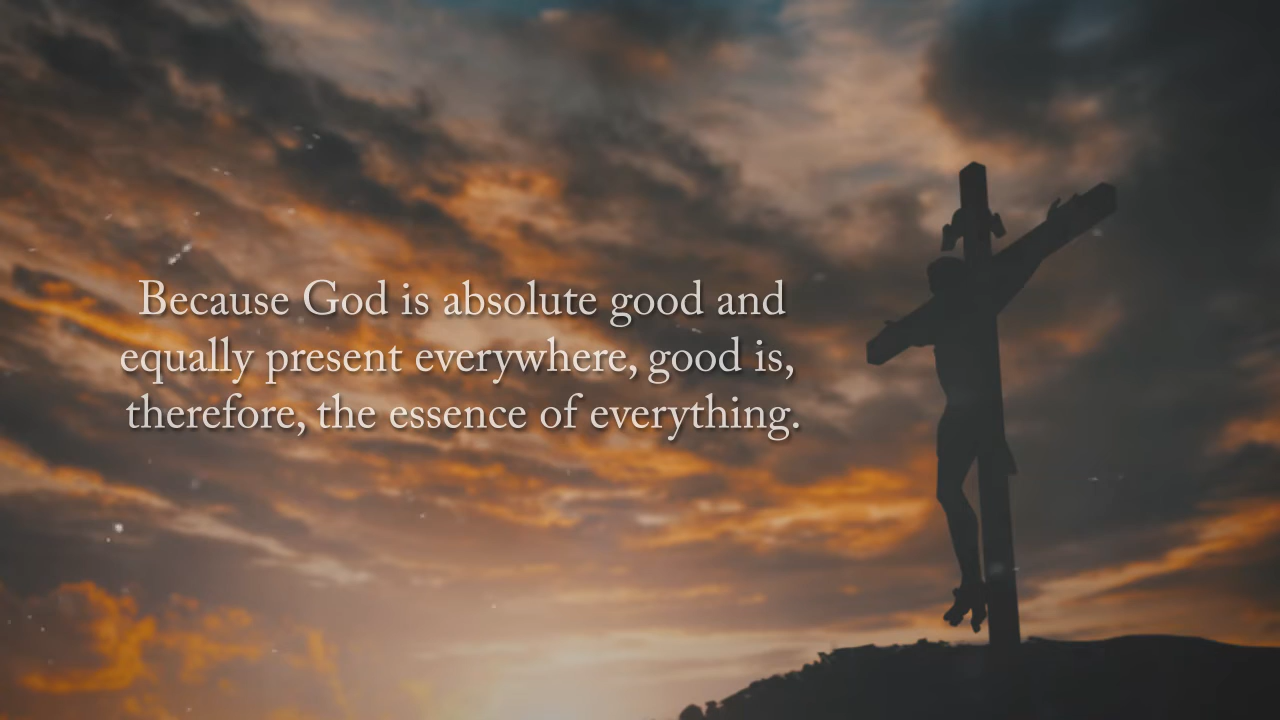 Because God is absolute good and
equally present everywhere, good is,
therefore, the essence of everything.